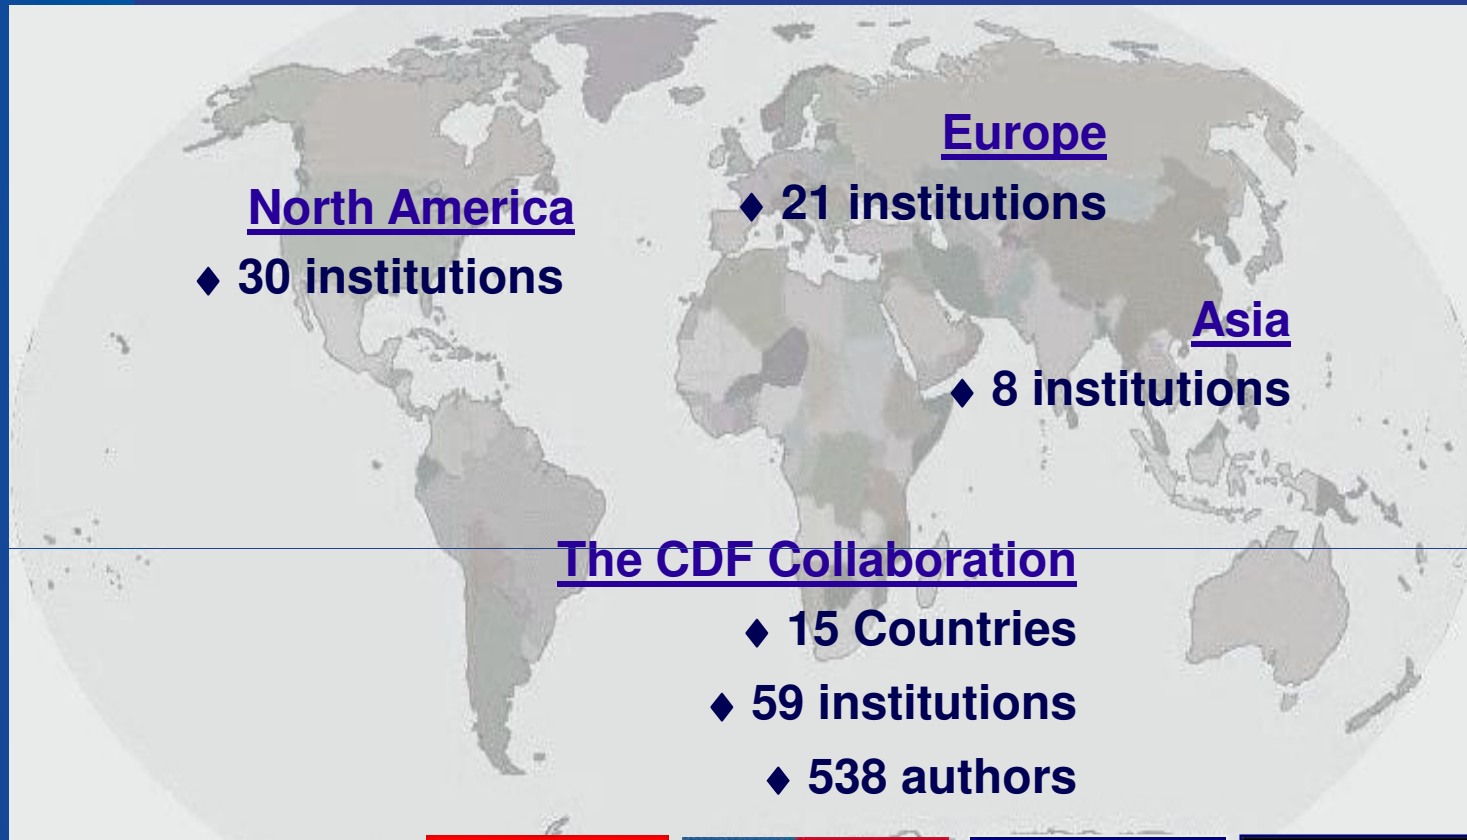 Europe
♦ 21 institutions
North America
♦ 30 institutions
Asia
♦ 8 institutions
The CDF Collaboration
♦ 15 Countries
♦ 59 institutions
♦ 538 authors